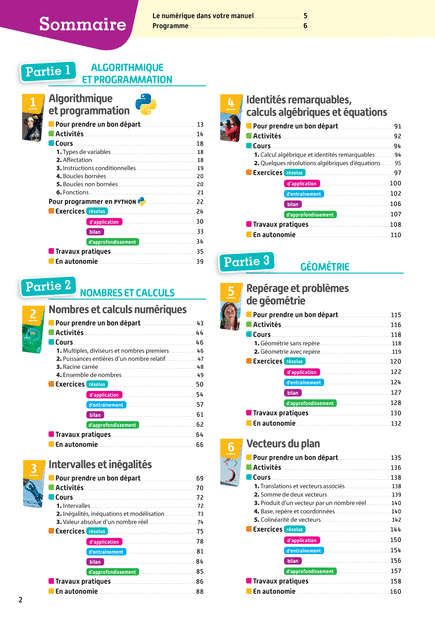 Sommaire
Le numérique dans votre manuel 5
Programme 6
Partie 1
ALGORITHMIQUE
ET PROGRAMMATION
1
Algorithmique
et programmation
Pour prendre un bon départ 13
Activités 14
Cours 18
1. Types de variables 18
2. Affectation 18
3. Instructions conditionnelles 19
4. Boucles bornées 20
5. Boucles non bornées 20
6. Fonctions 21
Pour programmer en PYTHON 22
Exercices résolus 24
d'application 30
bilan 33
d'approfondissement 34
Travaux pratiques 35
En autonomie 39
Partie 2
NOMBRES ET CALCULS
2
Nombres et calculs numériques
Pour prendre un bon départ 43
Activités 44
Cours 46
1. Multiples, diviseurs et nombres premiers 46
2. Puissances entières d'un nombre relatif 47
3. Racine carrée 48
4. Ensemble de nombres 49
Exercices résolus 50
d'application 54
d'entraînement 57
bilan 61
d'approfondissement 62
Travaux pratiques 64
En autonomie 66
3
Intervalles et inégalités
Pour prendre un bon départ 69
Activités 70
Cours 72
1. Intervalles 72
2. Inégalités, inéquations et modélisation 73
3. Valeur absolue d'un nombre réel 74
Exercices résolus 75
d'application 78
d'entraînement 81
bilan 84
d'approfondissement 85
Travaux pratiques 86
En autonomie 88
4
Identités remarquables,
calculs algébriques et équations
Pour prendre un bon départ 91
Activités 92
Cours 94
1. Calcul algébrique et identités remarquables 94
2. Quelques résolutions algébriques d'équations 95
Exercices résolus 97
d'application 100
d'entraînement 102
bilan 106
d'approfondissement 107
Travaux pratiques 108
En autonomie 110
Partie 3
GÉOMÉTRIE
5
Repérage et problèmes
de géométrie
Pour prendre un bon départ 115
Activités 116
Cours 118
1. Géométrie sans repère 118
2. Géométrie avec repère 119
Exercices résolus 120
d'application 122
d'entraînement 124
bilan 127
d'approfondissement 128
Travaux pratiques 130
En autonomie 132
6
Vecteurs du plan
Pour prendre un bon départ 135
Activités 136
Cours 138
1. Translations et vecteurs associés 138
2. Somme de deux vecteurs 139
3. Produit d'un vecteur par un nombre réel 140
4. Base, repère et coordonnées 140
5. Colinéarité de vecteurs 142
Exercices résolus 144
d'application 150
d'entraînement 154
bilan 156
d'approfondissement 157
Travaux pratiques 158
En autonomie 160
2